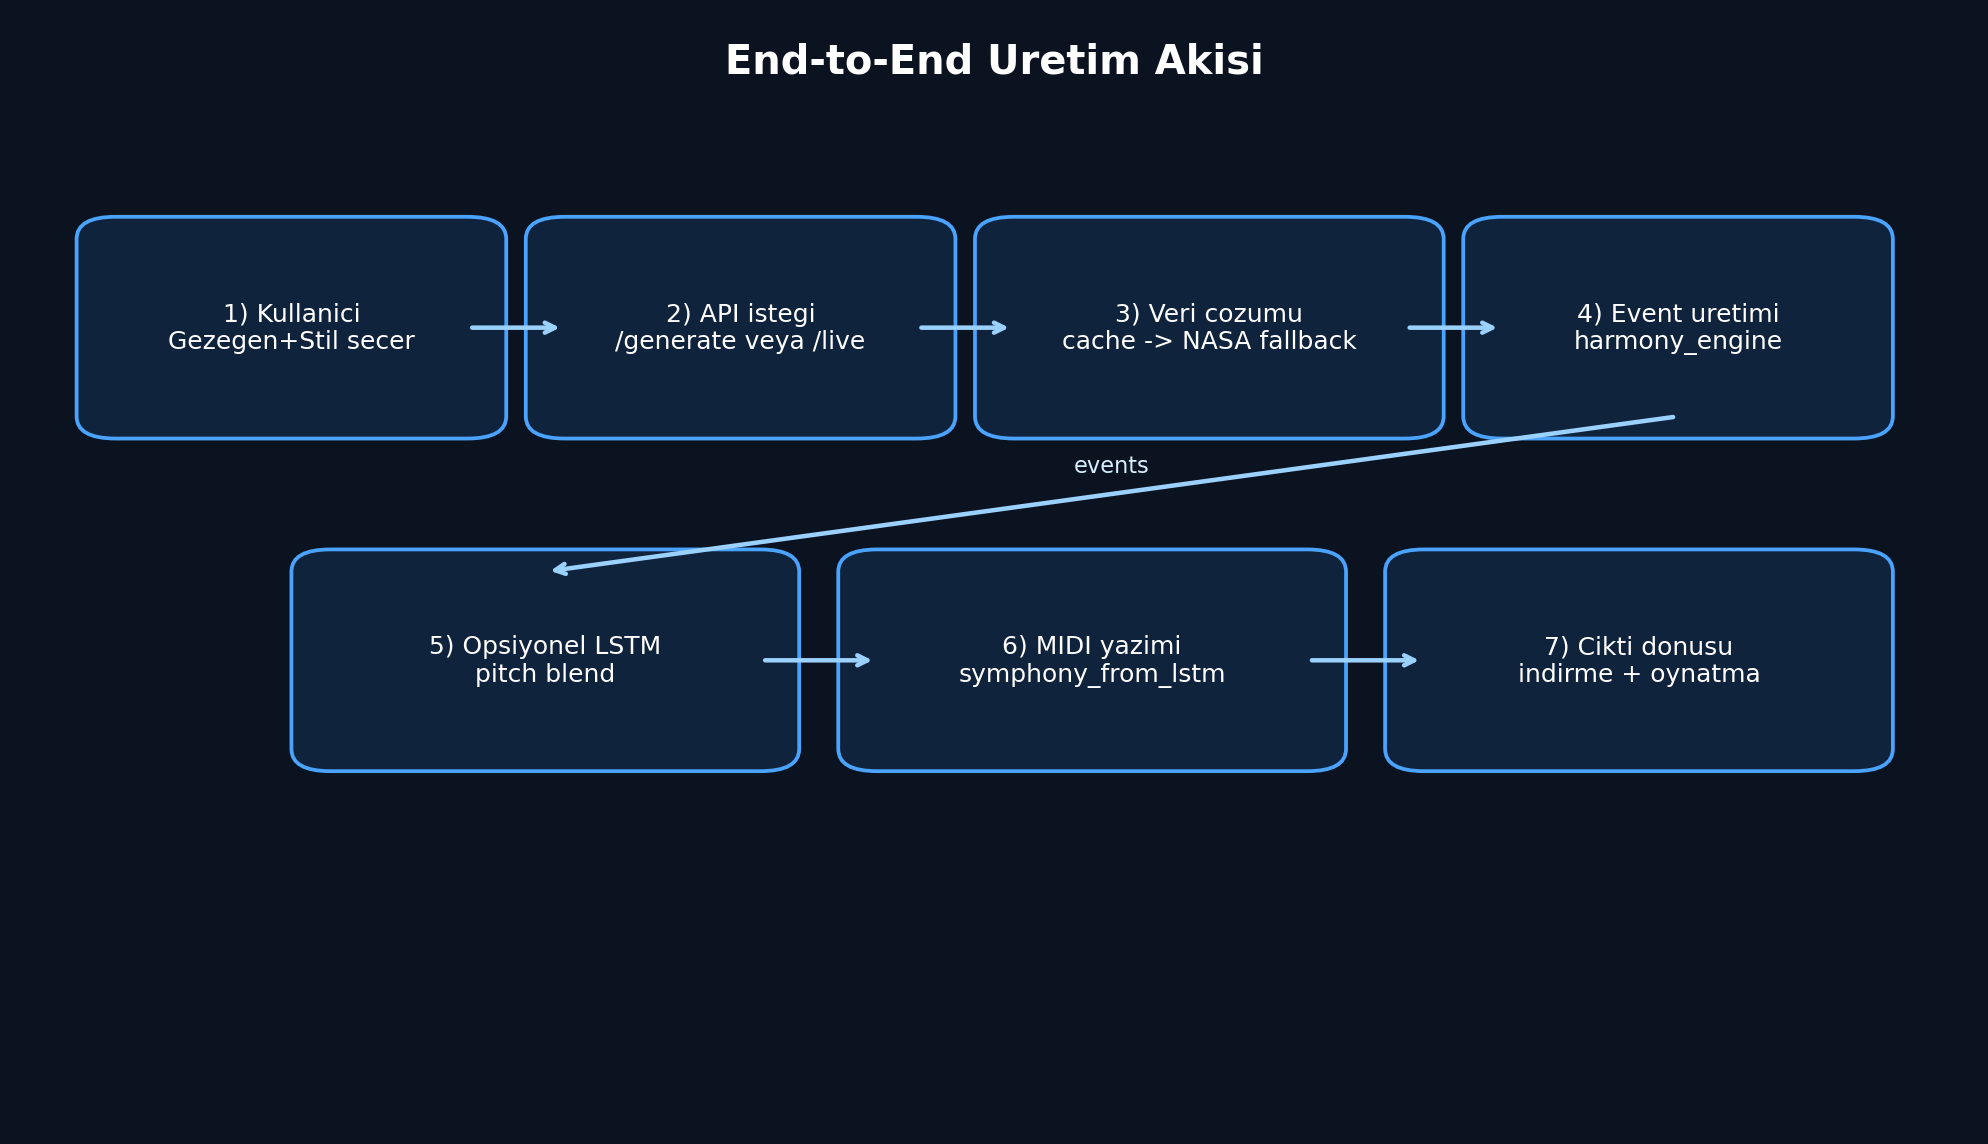 End-to-End Uretim Akisi
1) Kullanici
Gezegen+Stil secer
2) API istegi
/generate veya /live
3) Veri cozumu
cache -> NASA fallback
4) Event uretimi
harmony_engine
events
5) Opsiyonel LSTM
pitch blend
6) MIDI yazimi
symphony_from_lstm
7) Cikti donusu
indirme + oynatma